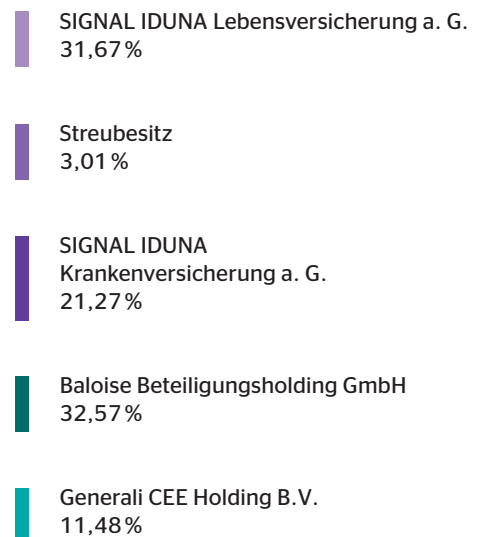 SIGNAL IDUNA Lebensversicherung a. G.
31,67 %
Streubesitz
3,01 %
SIGNAL IDUNA
Krankenversicherung a. G.
21,27 %
Baloise Beteiligungsholding GmbH
32,57 %
Generali CEE Holding B.V.
11,48 %